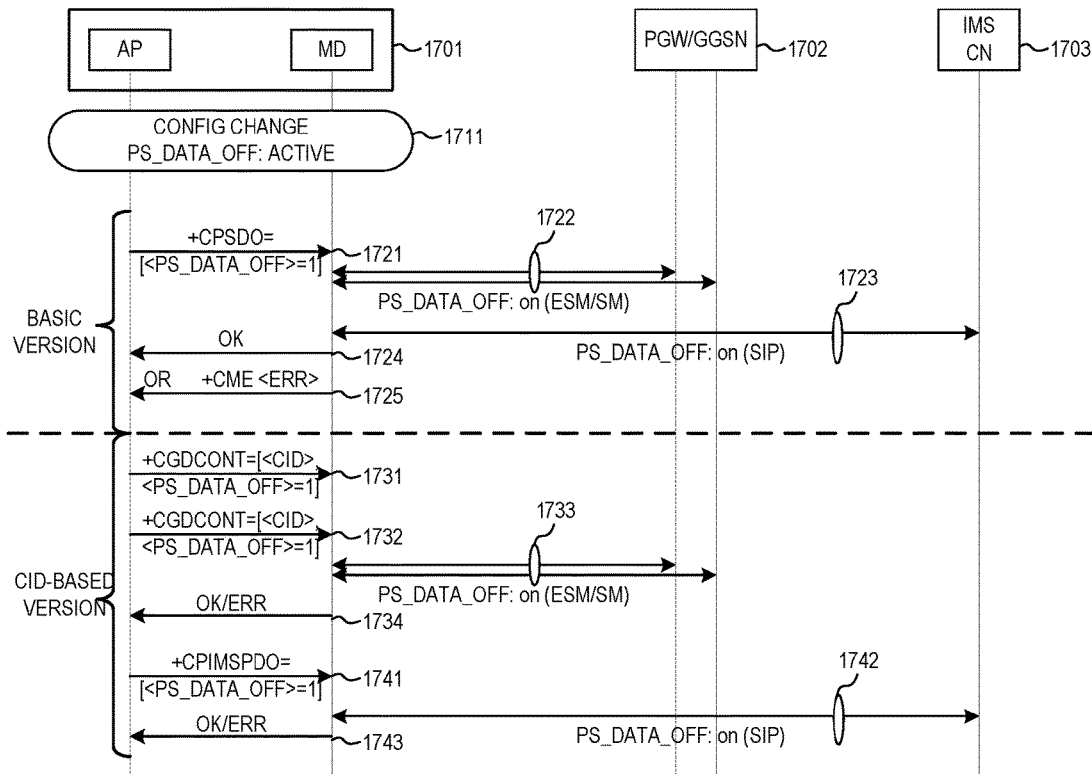 AP
MD
1701
PGW/GGSN
1702
IMS
CN
1703
CONFIG CHANGE
PS_DATA_OFF: ACTIVE
1711
BASIC
VERSION
+CPSDO=
[<PS_DATA_OFF>=1]
1721
1722
PS_DATA_OFF: on (ESM/SM)
1723
PS_DATA_OFF: on (SIP)
OK
1724
OR +CME <ERR>
1725
CID-BASED
VERSION
+CGDCONT=[<CID>
<PS_DATA_OFF>=1]
1731
+CGDCONT=[<CID>
<PS_DATA_OFF>=1]
1732
1733
PS_DATA_OFF: on (ESM/SM)
OK/ERR
1734
+CPIMSPDO=
[<PS_DATA_OFF>=1]
1741
1742
PS_DATA_OFF: on (SIP)
OK/ERR
1743